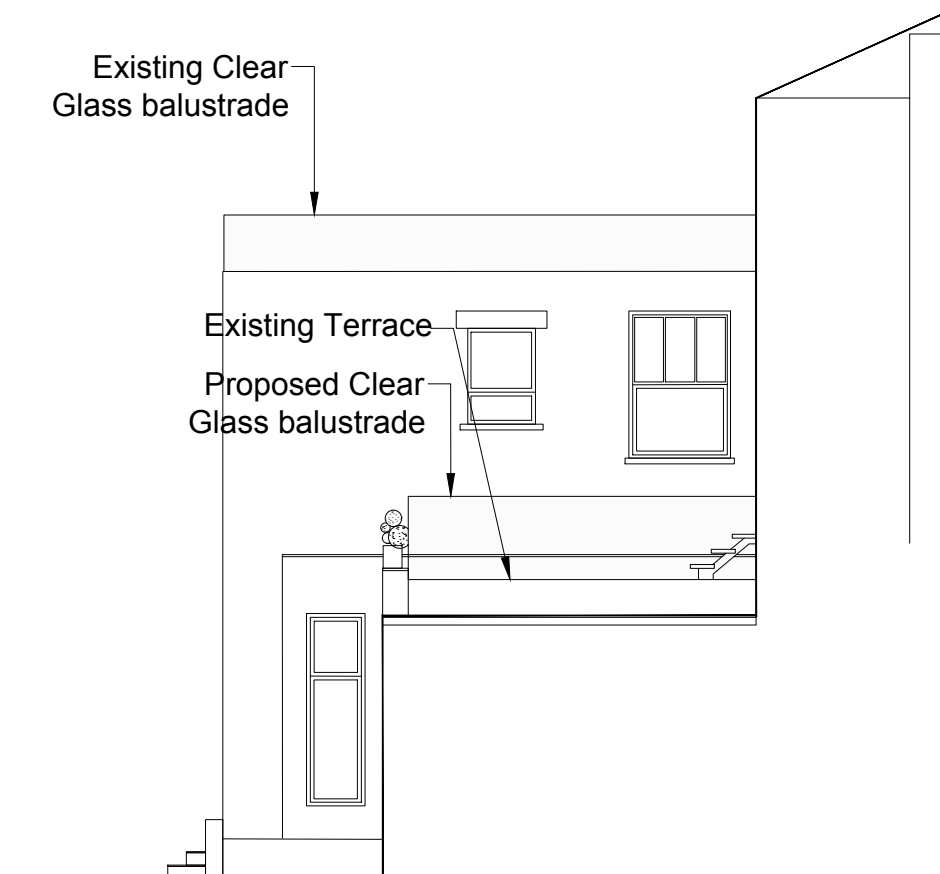 Existing Clear
Glass balustrade
Existing Terrace
Proposed Clear
Glass balustrade